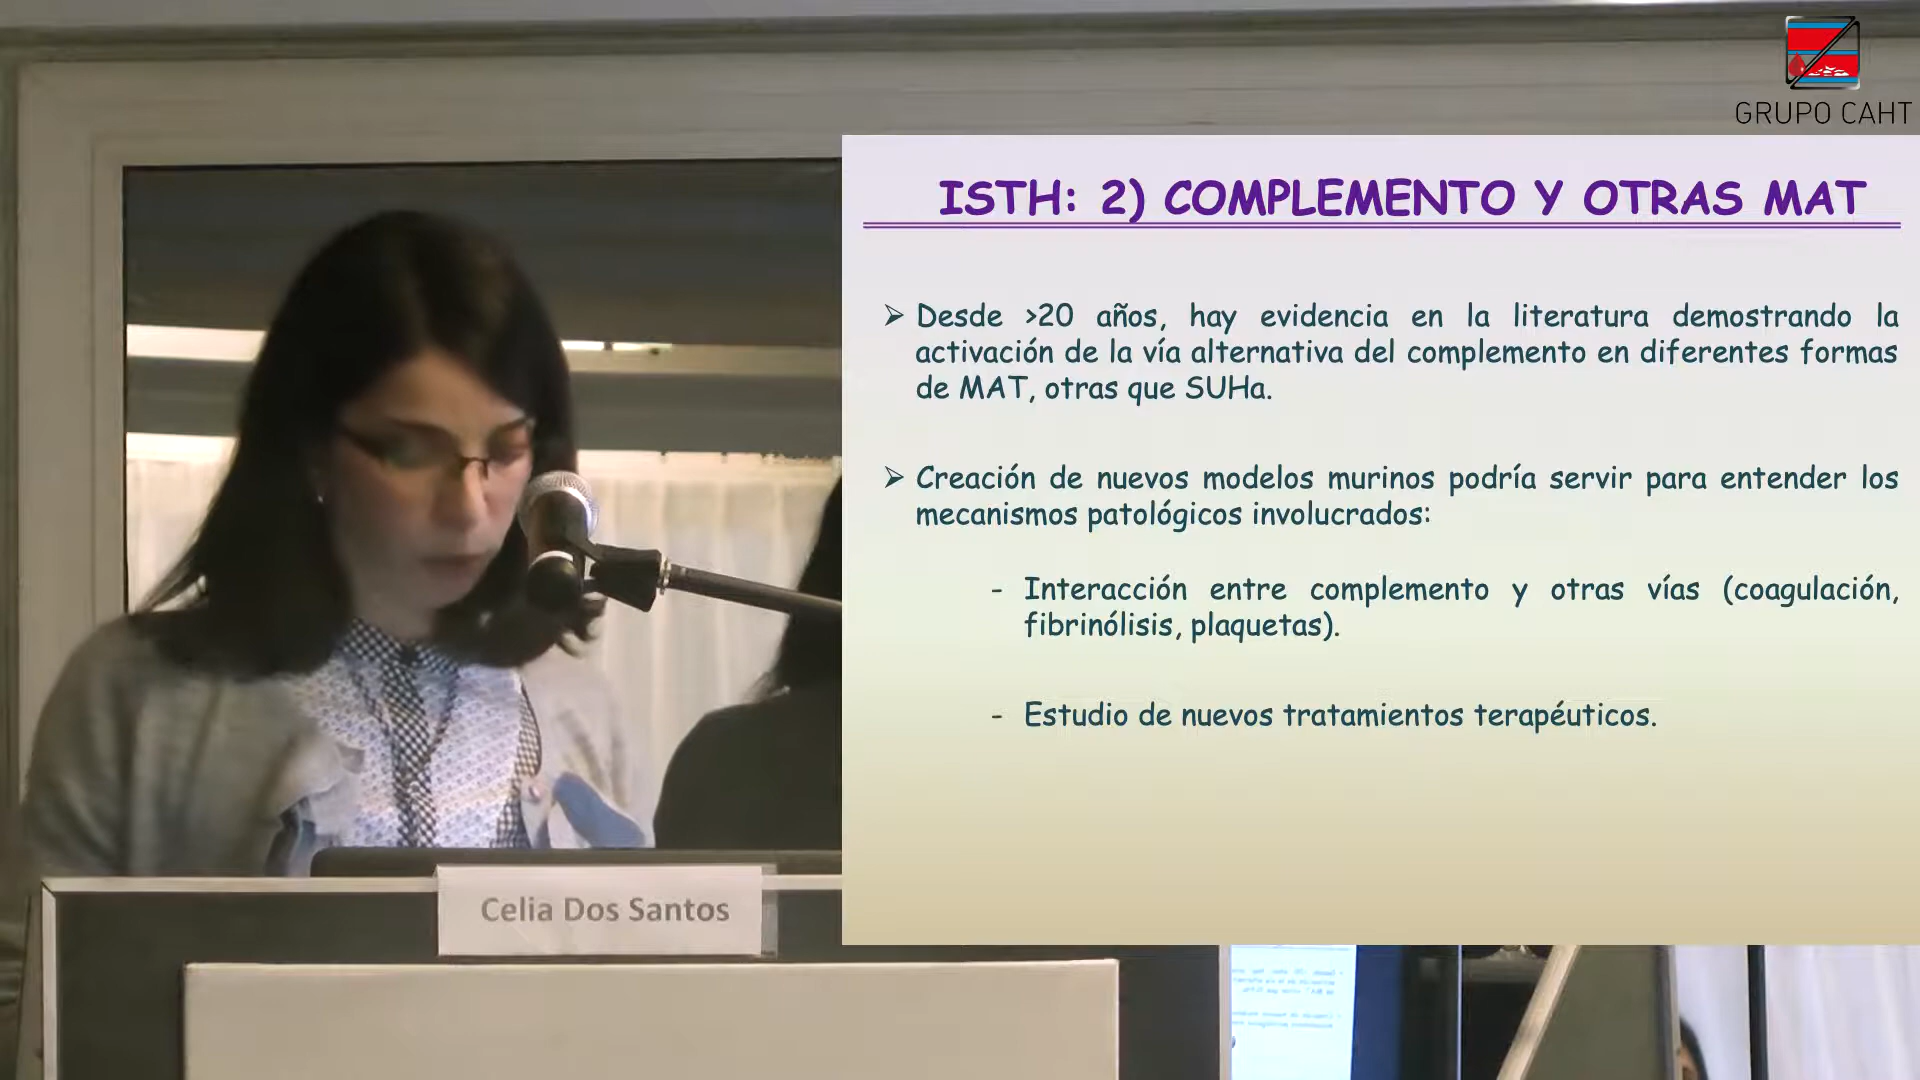 GRUPO CAHT
ISTH: 2) COMPLEMENTO Y OTRAS MAT
➢ Desde >20 años, hay evidencia en la literatura demostrando la
activación de la vía alternativa del complemento en diferentes formas
de MAT, otras que SUHa.
➢ Creación de nuevos modelos murinos podría servir para entender los
mecanismos patológicos involucrados:
- Interacción entre complemento y otras vías (coagulación,
fibrinólisis, plaquetas).
- Estudio de nuevos tratamientos terapéuticos.
Celia Dos Santos